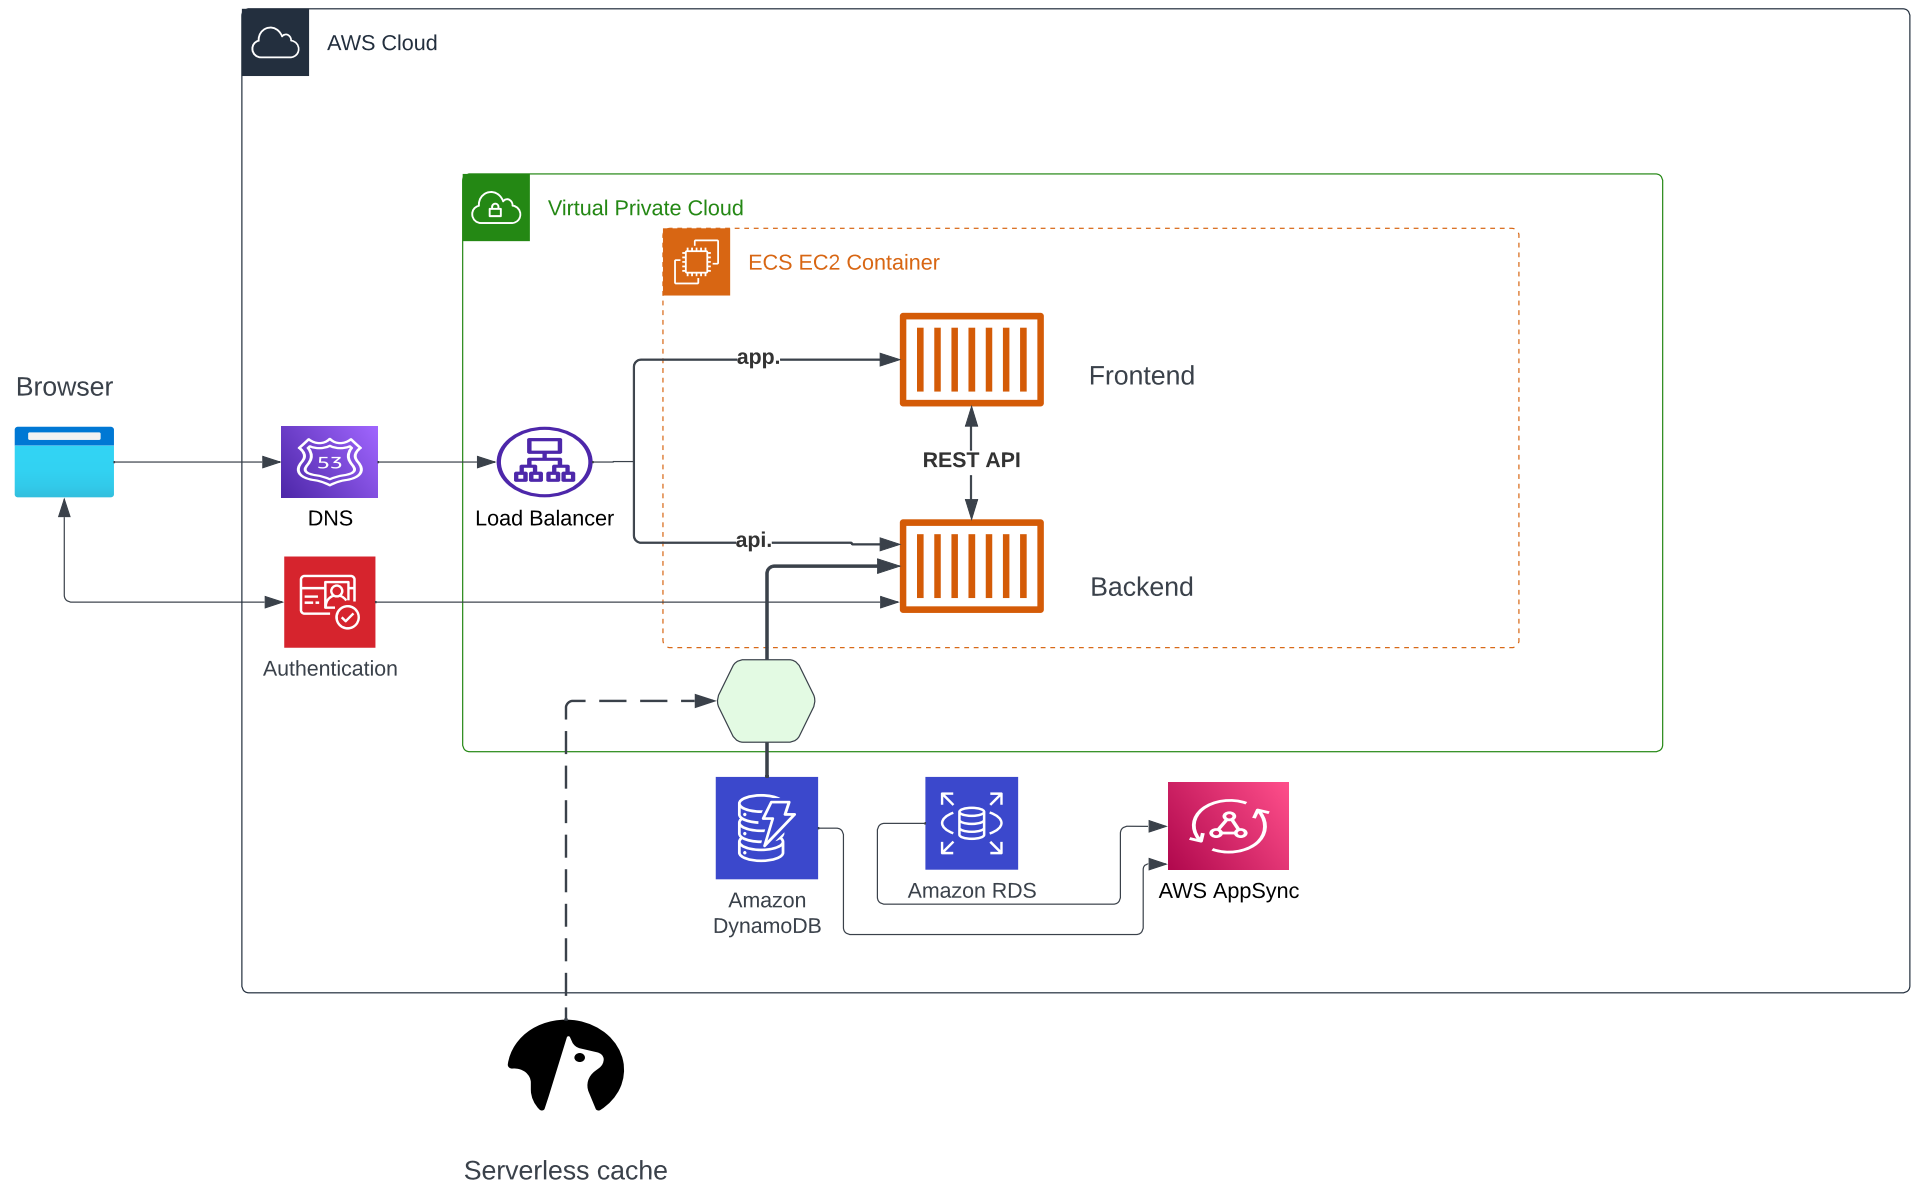 AWS Cloud
Virtual Private Cloud
ECS EC2 Container
app.
Frontend
Browser
REST API
53
DNS
Load Balancer
api.
Backend
Authentication
Amazon
DynamoDB
Amazon RDS
AWS AppSync
Serverless cache